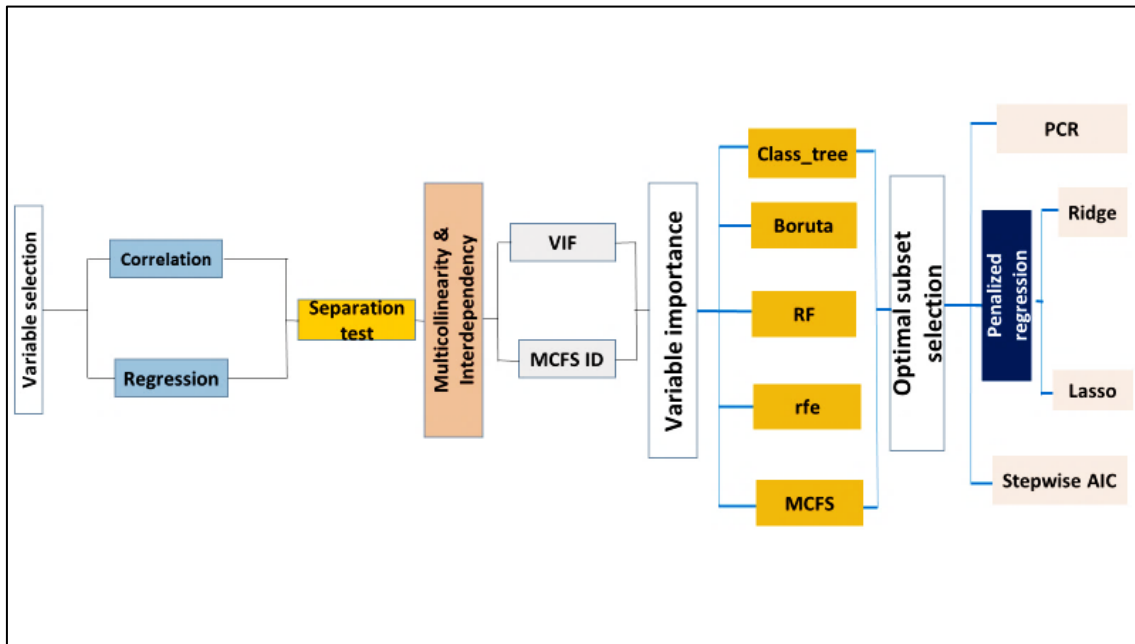 Variable selection
Correlation
Regression
Separation
test
Multicollinearity &
Interdependency
VIF
MCFS ID
Variable importance
Class_tree
Boruta
RF
rfe
MCFS
Optimal subset
selection
PCR
Penalized
regression
Ridge
Lasso
Stepwise AIC